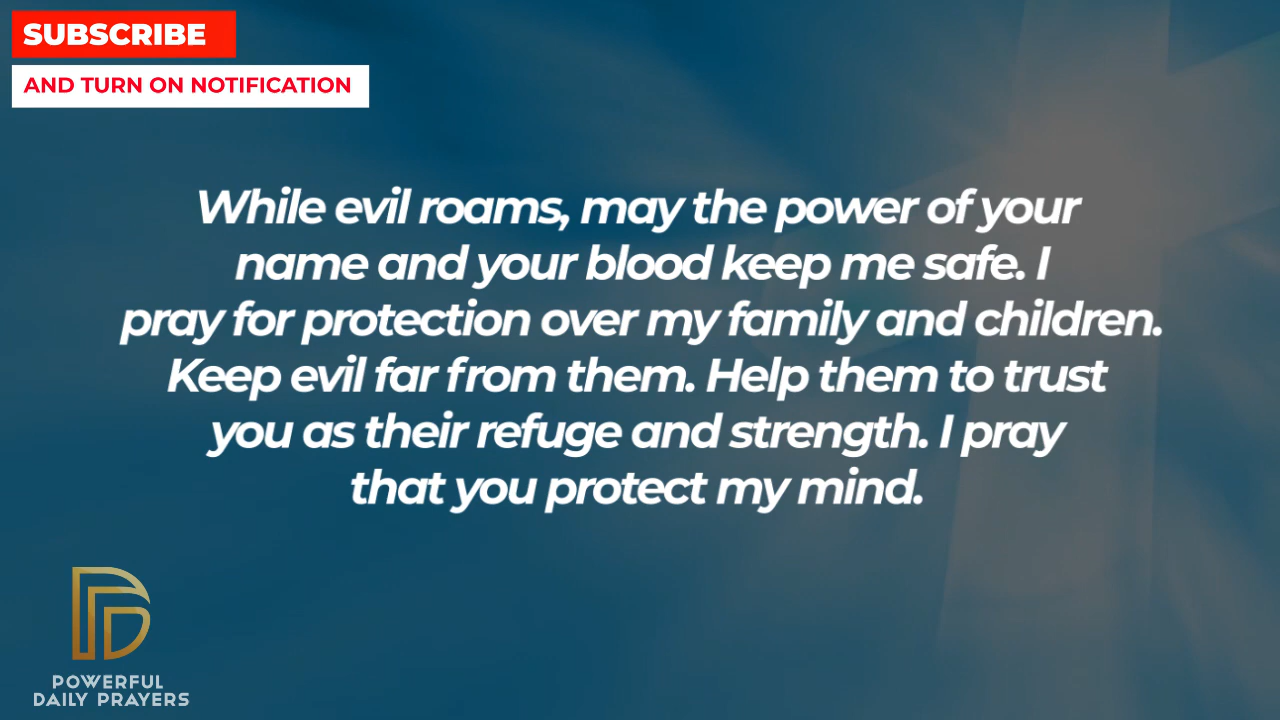 SUBSCRIBE
AND TURN ON NOTIFICATION
While evil roams, may the power of your
name and your blood keep me safe. I
pray for protection over my family and children.
Keep evil far from them. Help them to trust
you as their refuge and strength. I pray
that you protect my mind.
POWERFUL
DAILY PRAYERS